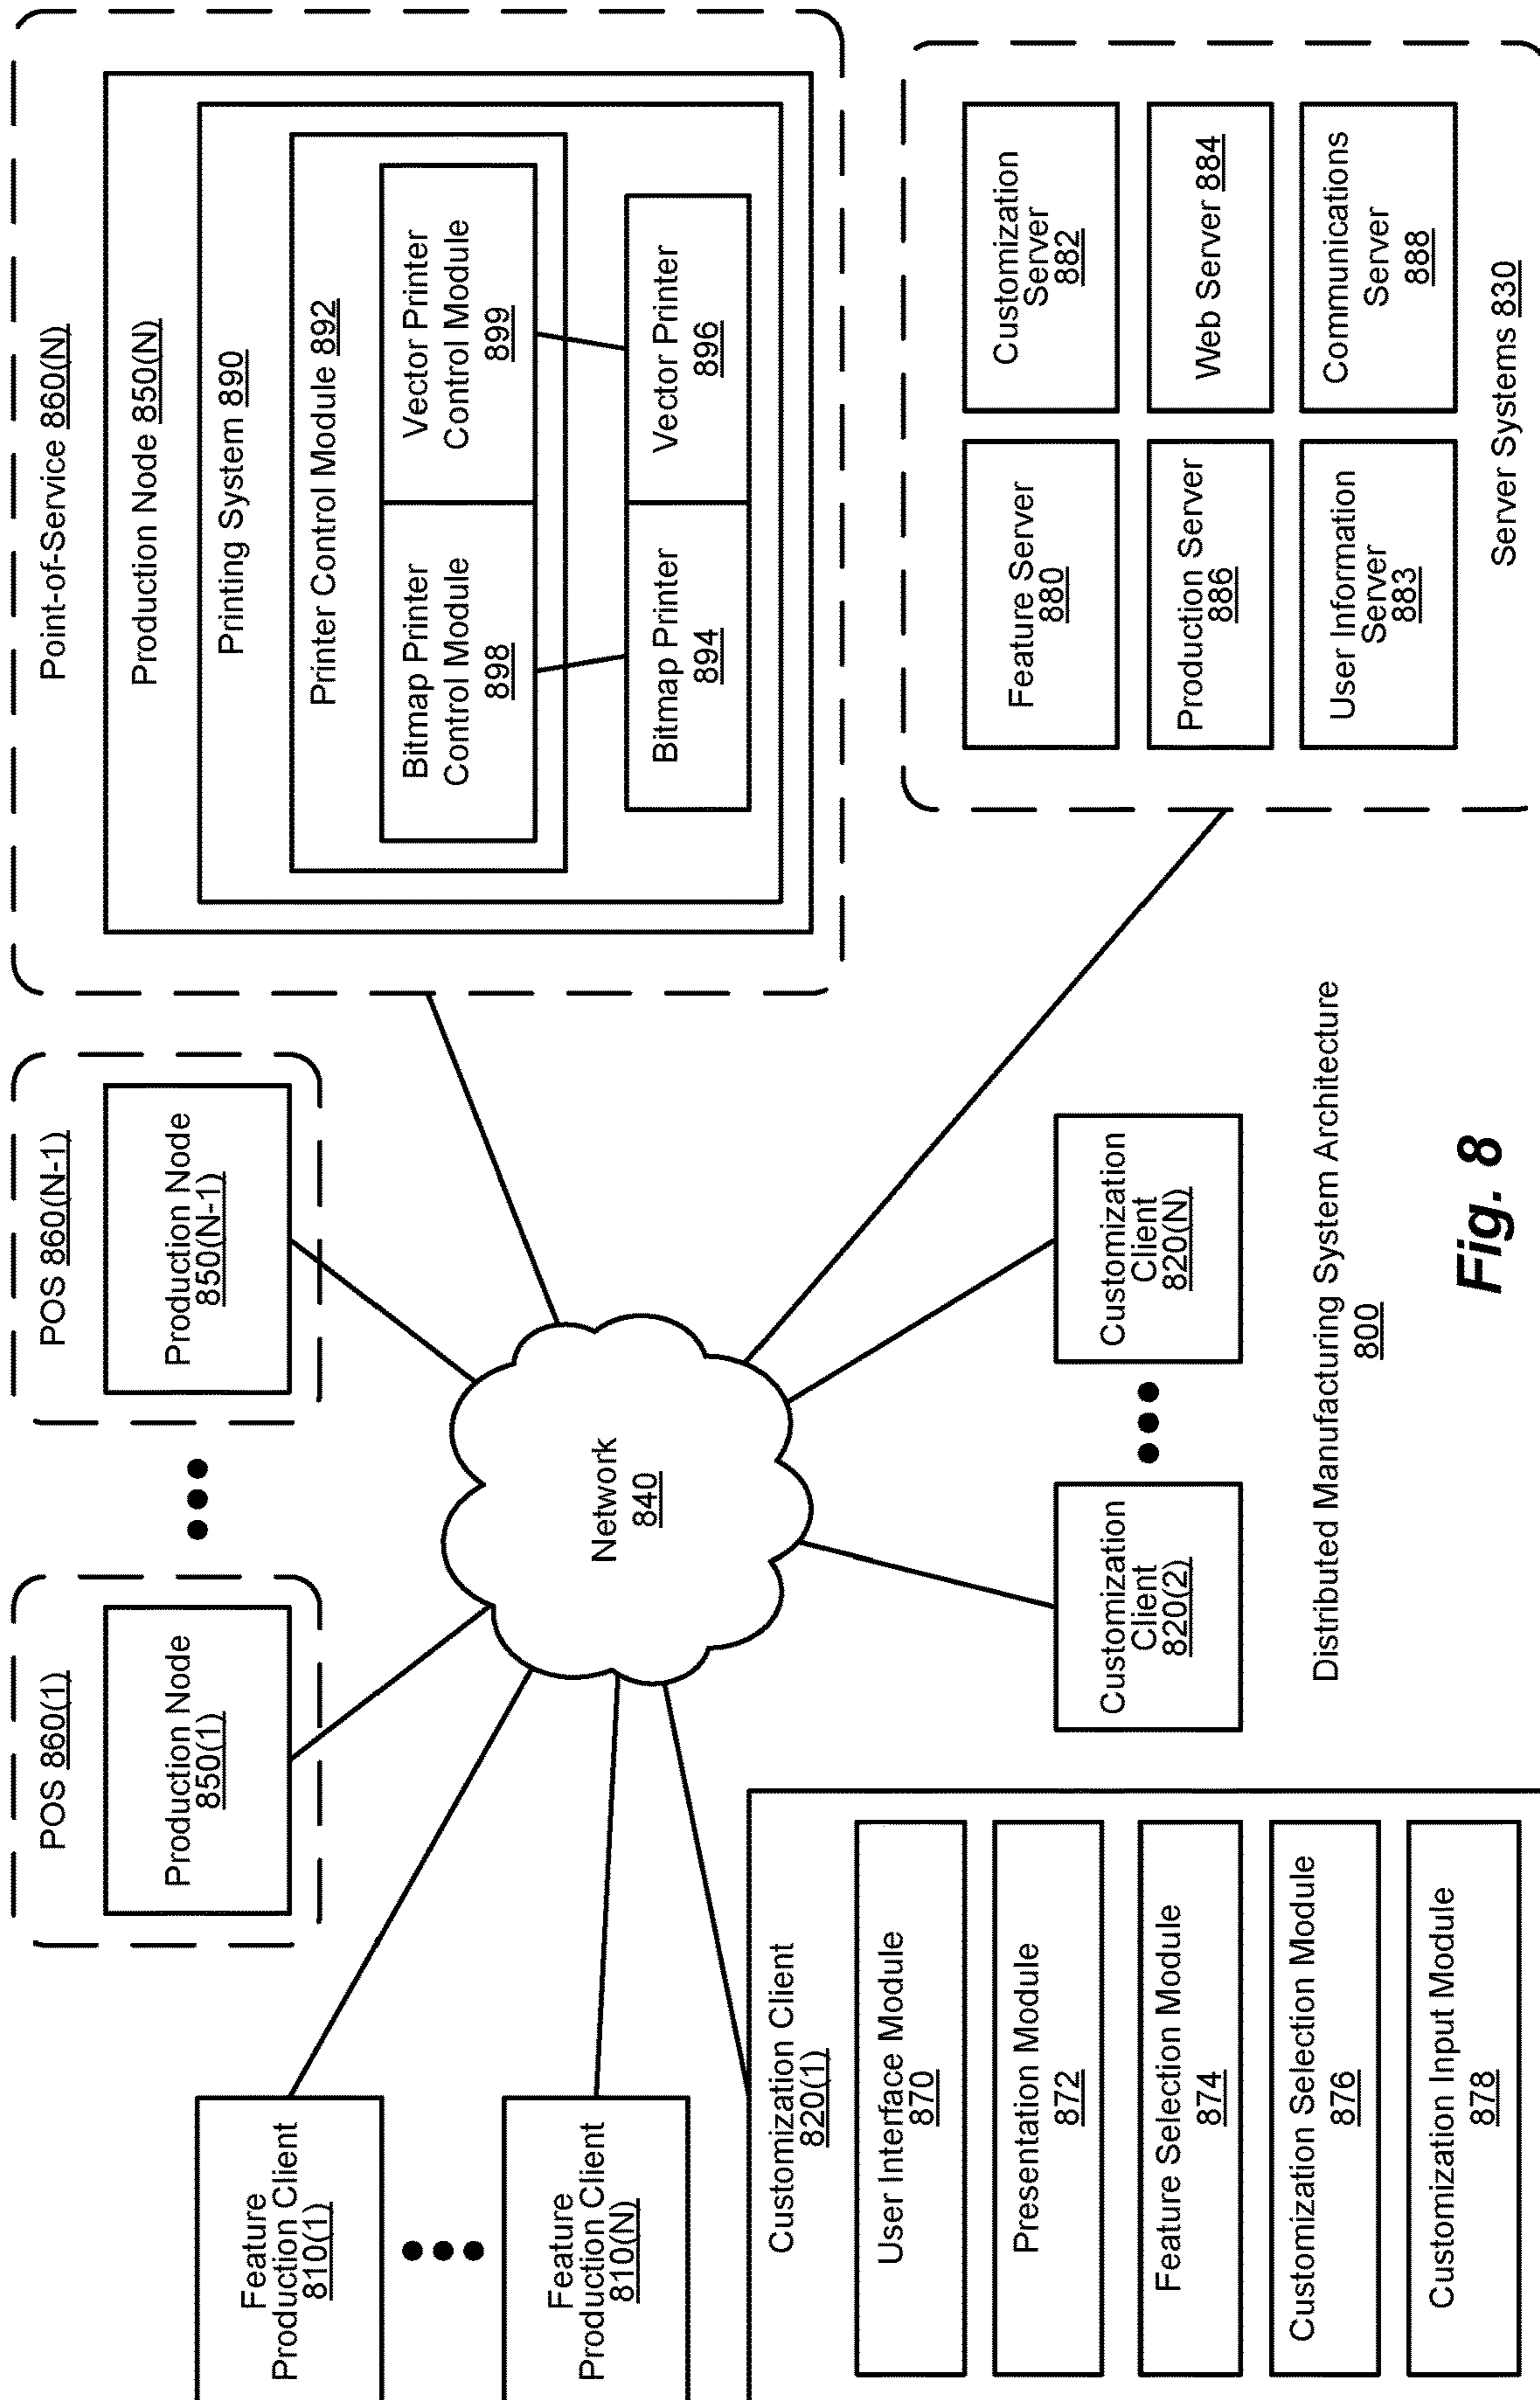 POS 860(1)
Production Node
850(1)
POS 860(N-1)
Production Node
850(N-1)
Point-of-Service 860(N)
Production Node 850(N)
Printing System 890
Printer Control Module 892
Bitmap Printer
Control Module
898
Vector Printer
Control Module
899
Bitmap Printer
894
Vector Printer
896
Feature
Production Client
810(1)
Feature
Production Client
810(N)
Network
840
Customization Client
820(1)
User Interface Module
870
Presentation Module
872
Feature Selection Module
874
Customization Selection Module
876
Customization Input Module
878
Customization
Client
820(2)
Customization
Client
820(N)
Feature Server
880
Customization
Server
882
Production Server
886
Web Server 884
User Information
Server
883
Communications
Server
888
Server Systems 830
Distributed Manufacturing System Architecture
800
Fig. 8